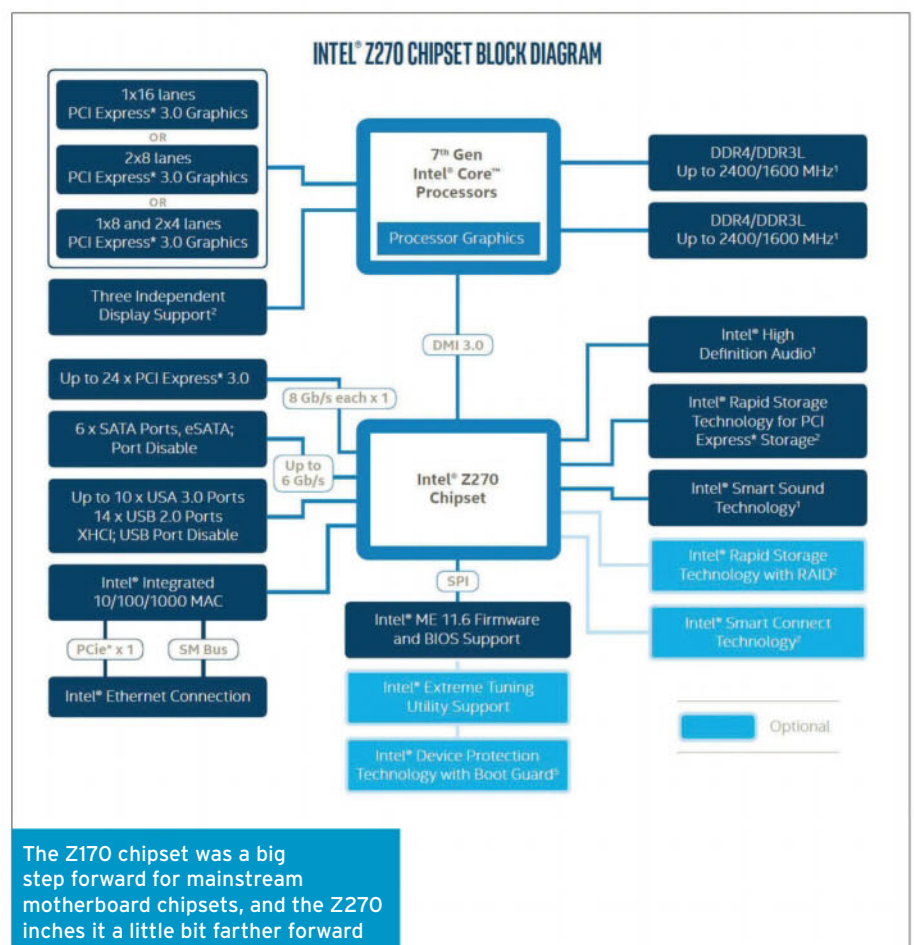 INTEL® Z270 CHIPSET BLOCK DIAGRAM
1x16 lanes
PCI Express* 3.0 Graphics
OR
2x8 lanes
PCI Express* 3.0 Graphics
OR
1x8 and 2x4 lanes
PCI Express* 3.0 Graphics
Three Independent
Display Support²
7th Gen
Intel® Core™
Processors
Processor Graphics
DDR4/DDR3L
Up to 2400/1600 MHz¹
DDR4/DDR3L
Up to 2400/1600 MHz¹
DMI 3.0
Up to 24 x PCI Express* 3.0
8 Gb/s each x 1
6 x SATA Ports, eSATA;
Port Disable
Up to
6 Gb/s
Up to 10 x USA 3.0 Ports
14 x USB 2.0 Ports
XHCI; USB Port Disable
Intel® Integrated
10/100/1000 MAC
PCIe* x 1
SM Bus
Intel® Ethernet Connection
Intel® Z270
Chipset
Intel® High
Definition Audio¹
Intel® Rapid Storage
Technology for PCI
Express* Storage²
Intel® Smart Sound
Technology¹
Intel® Rapid Storage
Technology with RAID²
Intel® Smart Connect
Technology²
SPI
Intel® ME 11.6 Firmware
and BIOS Support
Intel® Extreme Tuning
Utility Support
Intel® Device Protection
Technology with Boot Guard⁵
Optional
The Z170 chipset was a big
step forward for mainstream
motherboard chipsets, and the Z270
inches it a little bit farther forward